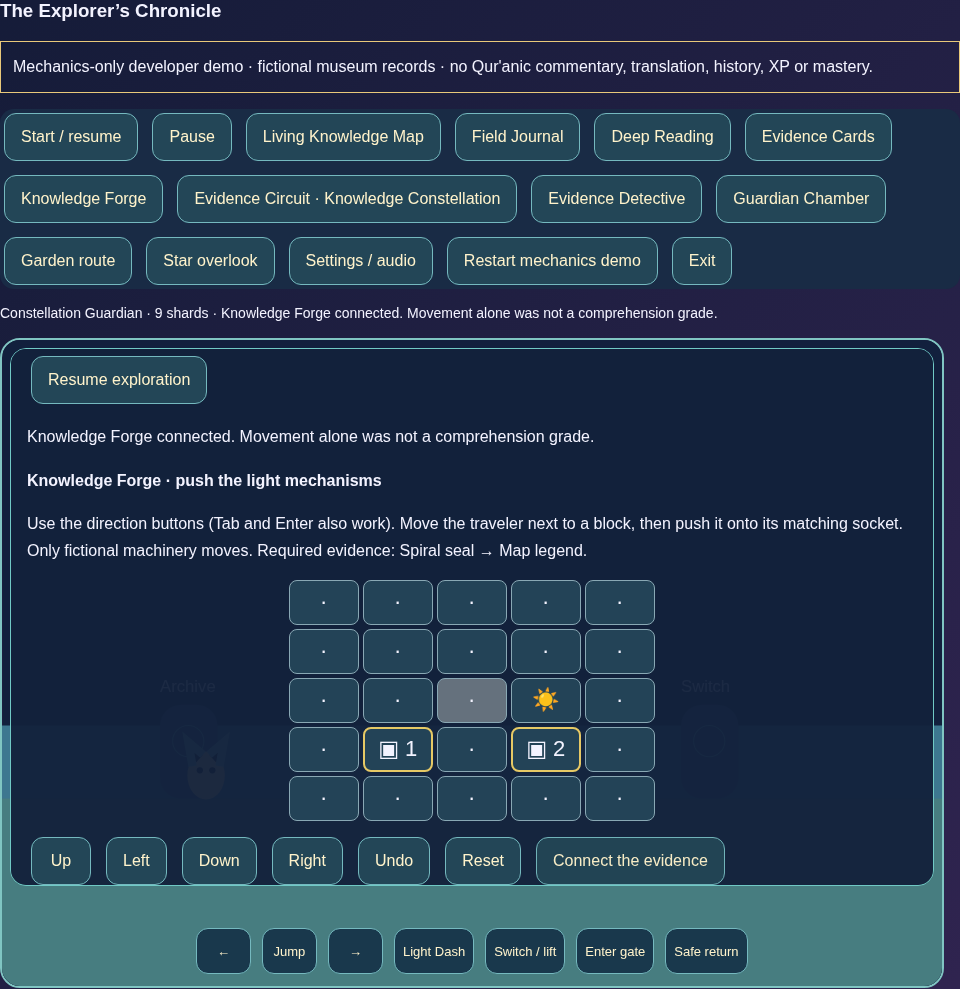 The Explorer’s Chronicle
Mechanics-only developer demo · fictional museum records · no Qur'anic commentary, translation, history, XP or mastery.
Start / resume Pause Living Knowledge Map Field Journal Deep Reading Evidence Cards
Knowledge Forge Evidence Circuit · Knowledge Constellation Evidence Detective Guardian Chamber
Garden route Star overlook Settings / audio Restart mechanics demo Exit
Constellation Guardian · 9 shards · Knowledge Forge connected. Movement alone was not a comprehension grade.
Resume exploration
Knowledge Forge connected. Movement alone was not a comprehension grade.
Knowledge Forge · push the light mechanisms
Use the direction buttons (Tab and Enter also work). Move the traveler next to a block, then push it onto its matching socket.
Only fictional machinery moves. Required evidence: Spiral seal → Map legend.
· · · · ·
· · · · ·
· · · ☀️ ·
Archive Switch
· ▣ 1 · ▣ 2 ·
· · · · ·
Up Left Down Right Undo Reset Connect the evidence
← Jump → Light Dash Switch / lift Enter gate Safe return